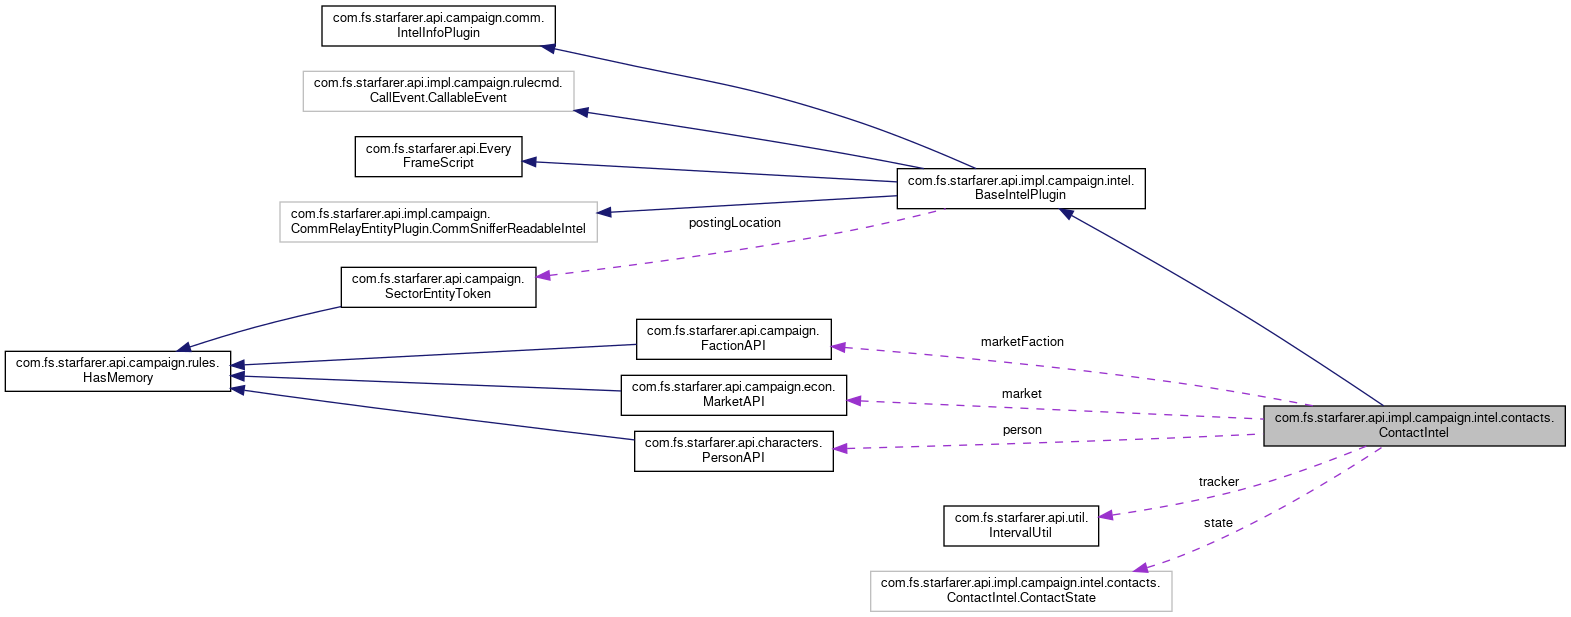 com.fs.starfarer.api.campaign.comm.
IntelInfoPlugin
com.fs.starfarer.api.impl.campaign.rulecmd.
CallEvent.CallableEvent
com.fs.starfarer.api.Every
FrameScript
com.fs.starfarer.api.impl.campaign.intel.
BaseIntelPlugin
com.fs.starfarer.api.impl.campaign.
CommRelayEntityPlugin.CommSnifferReadableIntel
postingLocation
com.fs.starfarer.api.campaign.
SectorEntityToken
com.fs.starfarer.api.campaign.rules.
HasMemory
com.fs.starfarer.api.campaign.
FactionAPI
marketFaction
com.fs.starfarer.api.campaign.econ.
MarketAPI
market
com.fs.starfarer.api.characters.
PersonAPI
person
com.fs.starfarer.api.impl.campaign.intel.contacts.
ContactIntel
tracker
com.fs.starfarer.api.util.
IntervalUtil
state
com.fs.starfarer.api.impl.campaign.intel.contacts.
ContactIntel.ContactState